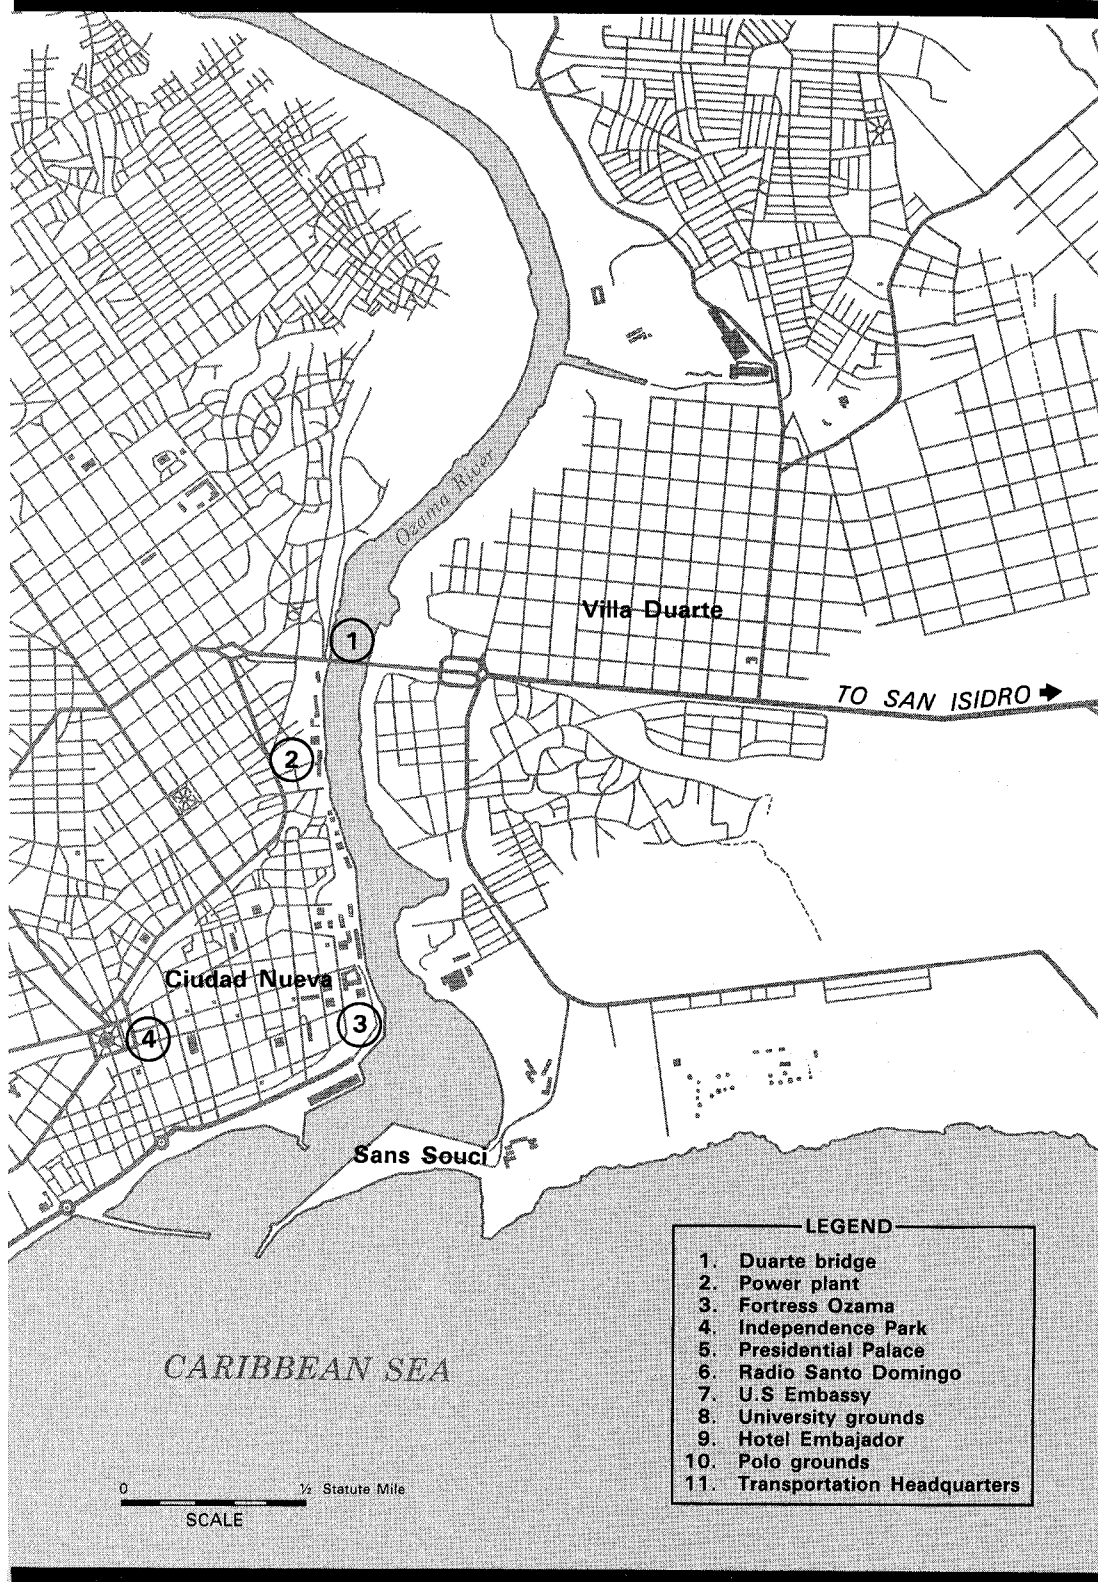 Ozama River
1
Villa Duarte
TO SAN ISIDRO
2
Ciudad Nueva
3
4
Sans Souci
LEGEND
1. Duarte bridge
2. Power plant
3. Fortress Ozama
4. Independence Park
5. Presidential Palace
6. Radio Santo Domingo
7. U.S Embassy
8. University grounds
9. Hotel Embajador
10. Polo grounds
11. Transportation Headquarters
CARIBBEAN SEA
0 ½ Statute Mile
SCALE